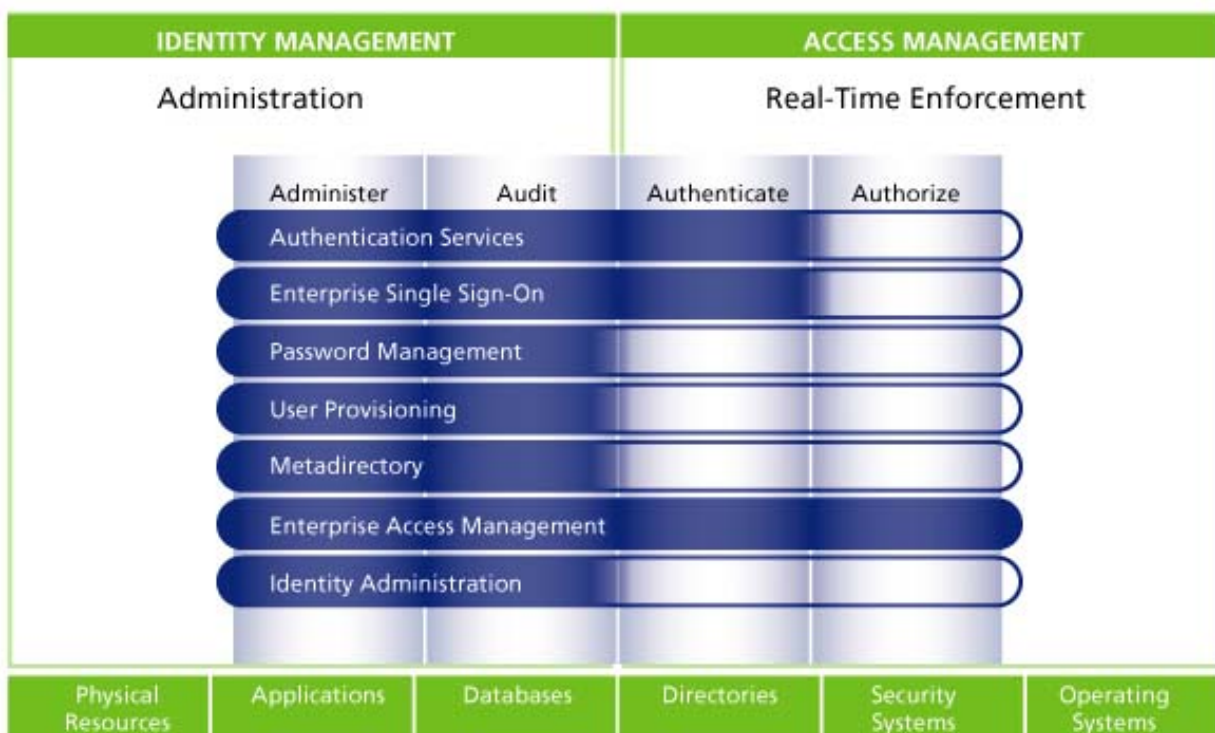 IDENTITY MANAGEMENT
ACCESS MANAGEMENT
Administration
Real-Time Enforcement
Administer
Audit
Authenticate
Authorize
Authentication Services
Enterprise Single Sign-On
Password Management
User Provisioning
Metadirectory
Enterprise Access Management
Identity Administration
Physical
Resources
Applications
Databases
Directories
Security
Systems
Operating
Systems